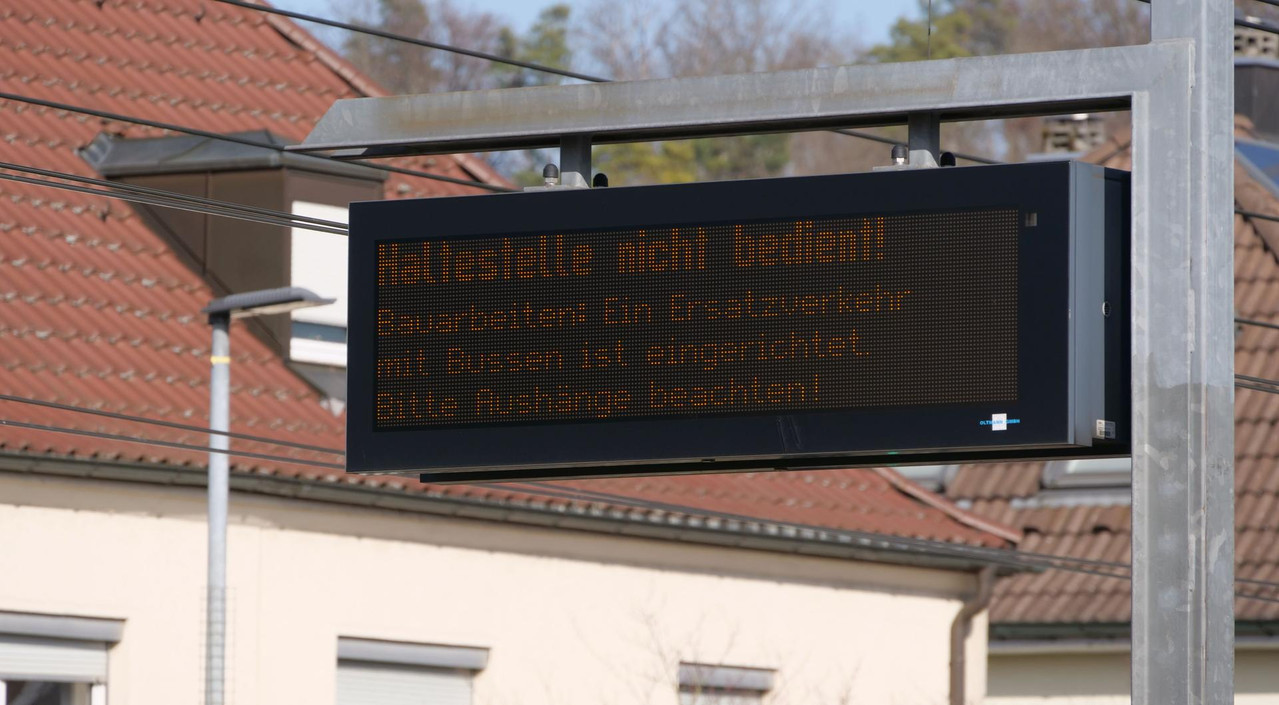 Haltestelle nicht bedient!
Bauarbeiten! Ein Ersatzverkehr
mit Bussen ist eingerichtet.
Bitte Aushänge beachten!